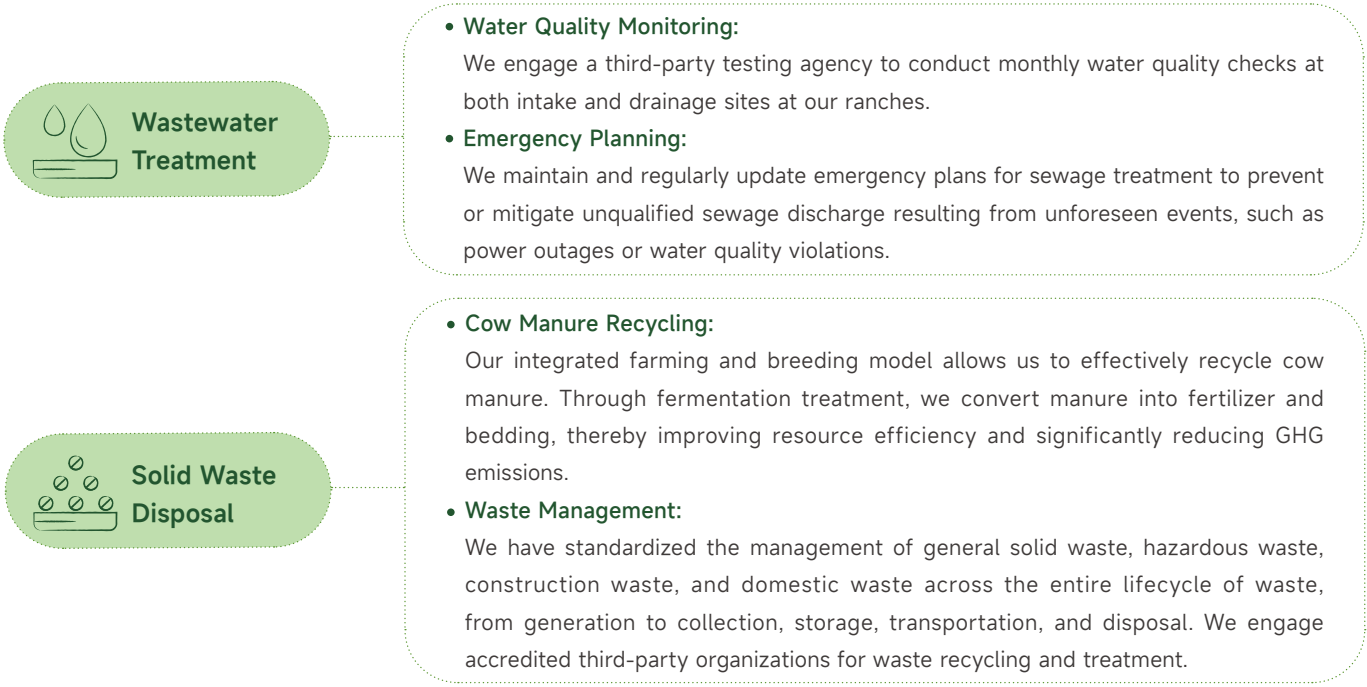 Wastewater
Treatment
• Water Quality Monitoring:
We engage a third-party testing agency to conduct monthly water quality checks at
both intake and drainage sites at our ranches.
• Emergency Planning:
We maintain and regularly update emergency plans for sewage treatment to prevent
or mitigate unqualified sewage discharge resulting from unforeseen events, such as
power outages or water quality violations.
Solid Waste
Disposal
• Cow Manure Recycling:
Our integrated farming and breeding model allows us to effectively recycle cow
manure. Through fermentation treatment, we convert manure into fertilizer and
bedding, thereby improving resource efficiency and significantly reducing GHG
emissions.
• Waste Management:
We have standardized the management of general solid waste, hazardous waste,
construction waste, and domestic waste across the entire lifecycle of waste,
from generation to collection, storage, transportation, and disposal. We engage
accredited third-party organizations for waste recycling and treatment.